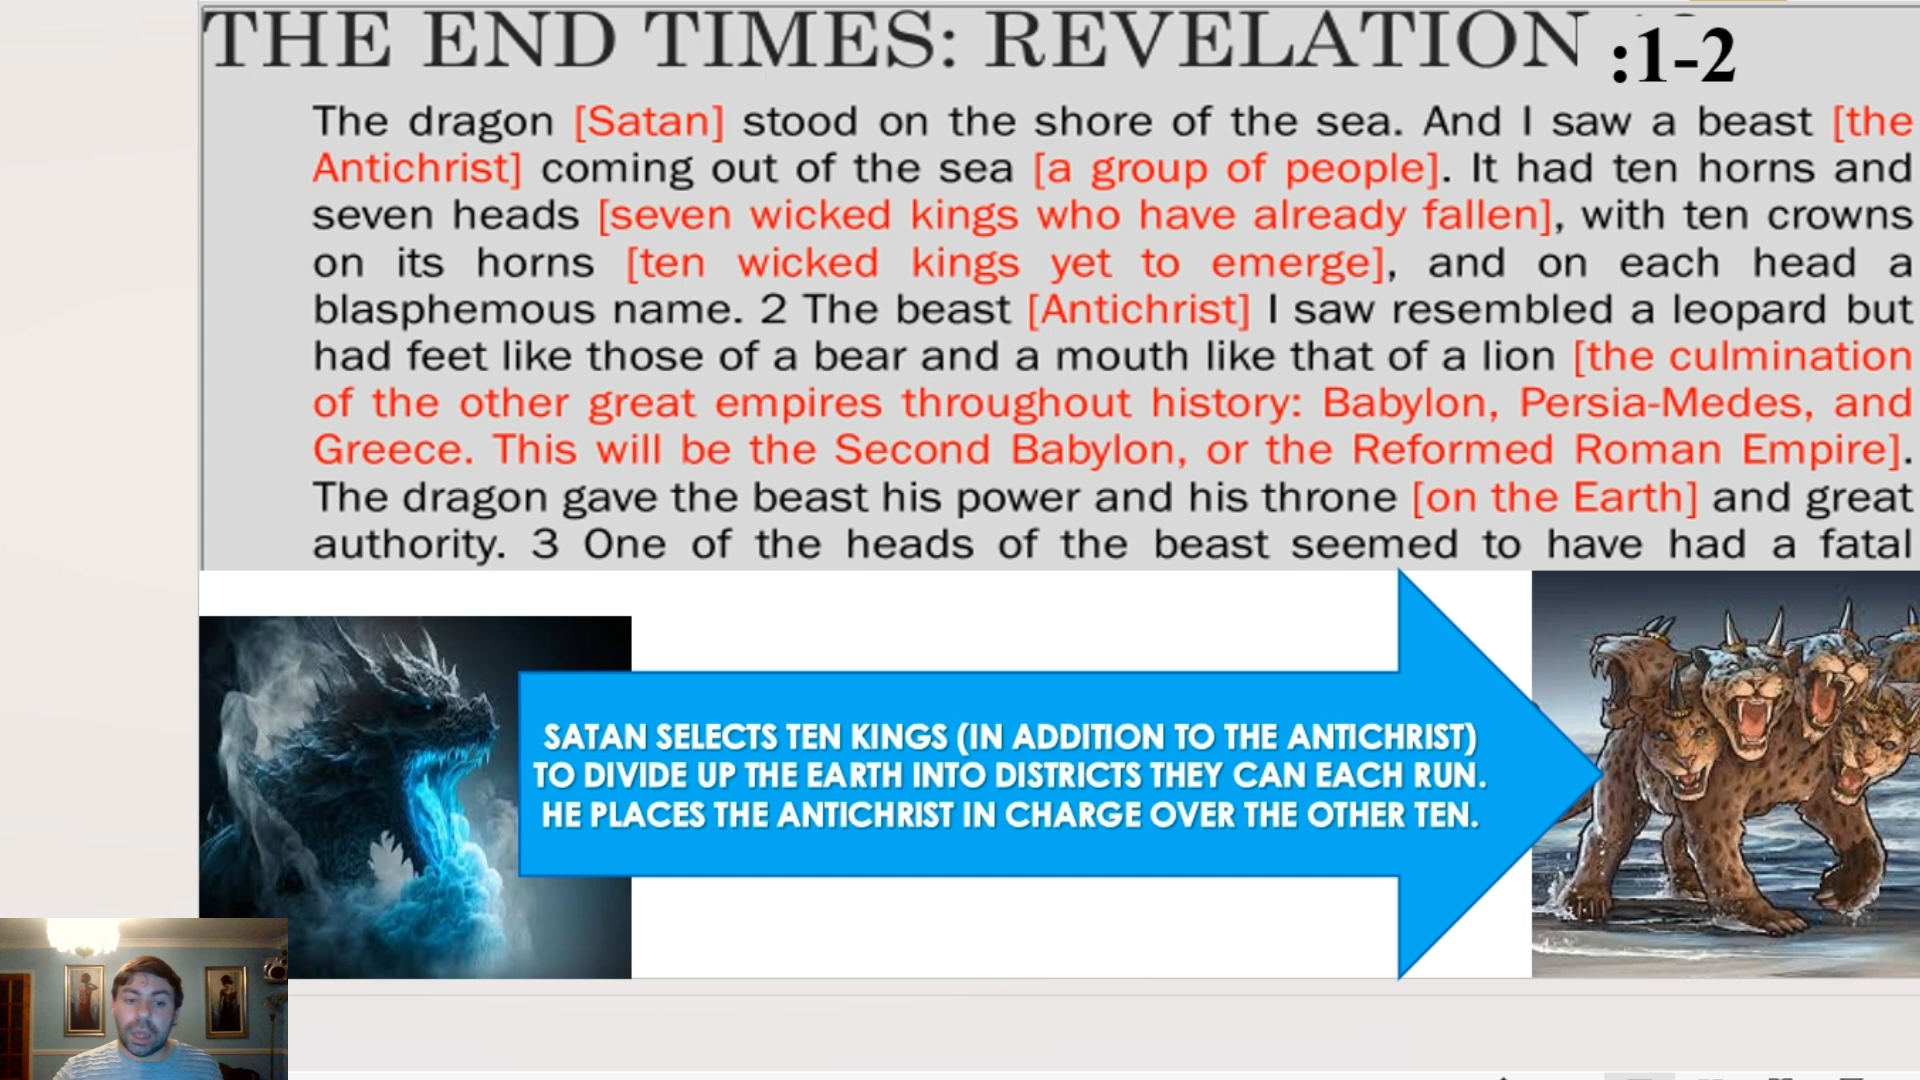 THE END TIMES: REVELATION :1-2
The dragon [Satan] stood on the shore of the sea. And I saw a beast [the
Antichrist] coming out of the sea [a group of people]. It had ten horns and
seven heads [seven wicked kings who have already fallen], with ten crowns
on its horns [ten wicked kings yet to emerge], and on each head a
blasphemous name. 2 The beast [Antichrist] I saw resembled a leopard but
had feet like those of a bear and a mouth like that of a lion [the culmination
of the other great empires throughout history: Babylon, Persia-Medes, and
Greece. This will be the Second Babylon, or the Reformed Roman Empire].
The dragon gave the beast his power and his throne [on the Earth] and great
authority. 3 One of the heads of the beast seemed to have had a fatal
SATAN SELECTS TEN KINGS (IN ADDITION TO THE ANTICHRIST)
TO DIVIDE UP THE EARTH INTO DISTRICTS THEY CAN EACH RUN.
HE PLACES THE ANTICHRIST IN CHARGE OVER THE OTHER TEN.